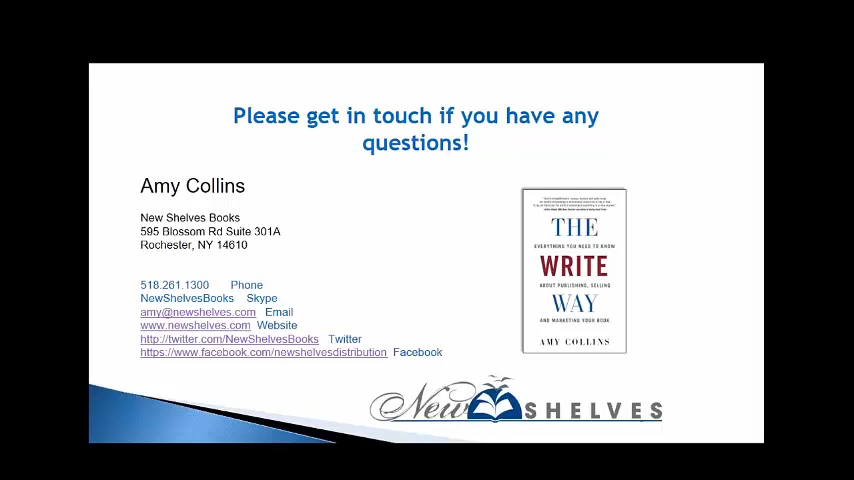 Please get in touch if you have any
questions!
Amy Collins
New Shelves Books
595 Blossom Rd Suite 301A
Rochester, NY 14610
518.261.1300 Phone
NewShelvesBooks Skype
amy@newshelves.com Email
www.newshelves.com Website
http://twitter.com/NewShelvesBooks Twitter
https://www.facebook.com/newshelvesdistribution Facebook
THE
EVERYTHING YOU NEED TO KNOW
WRITE
ABOUT PUBLISHING, SELLING
WAY
AND MARKETING YOUR BOOK
AMY COLLINS
New SHELVES